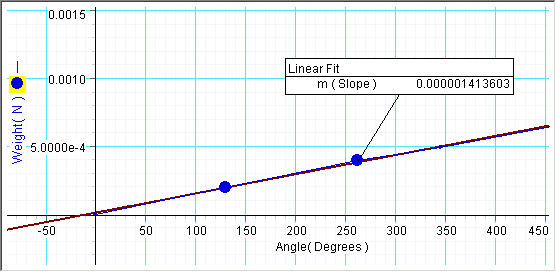 0.0015
0.0010
5.0000e-4
Weight( N )
Linear Fit
m ( Slope ) 0.000001413603
-50 50 100 150 200 250 300 350 400 450
Angle( Degrees )